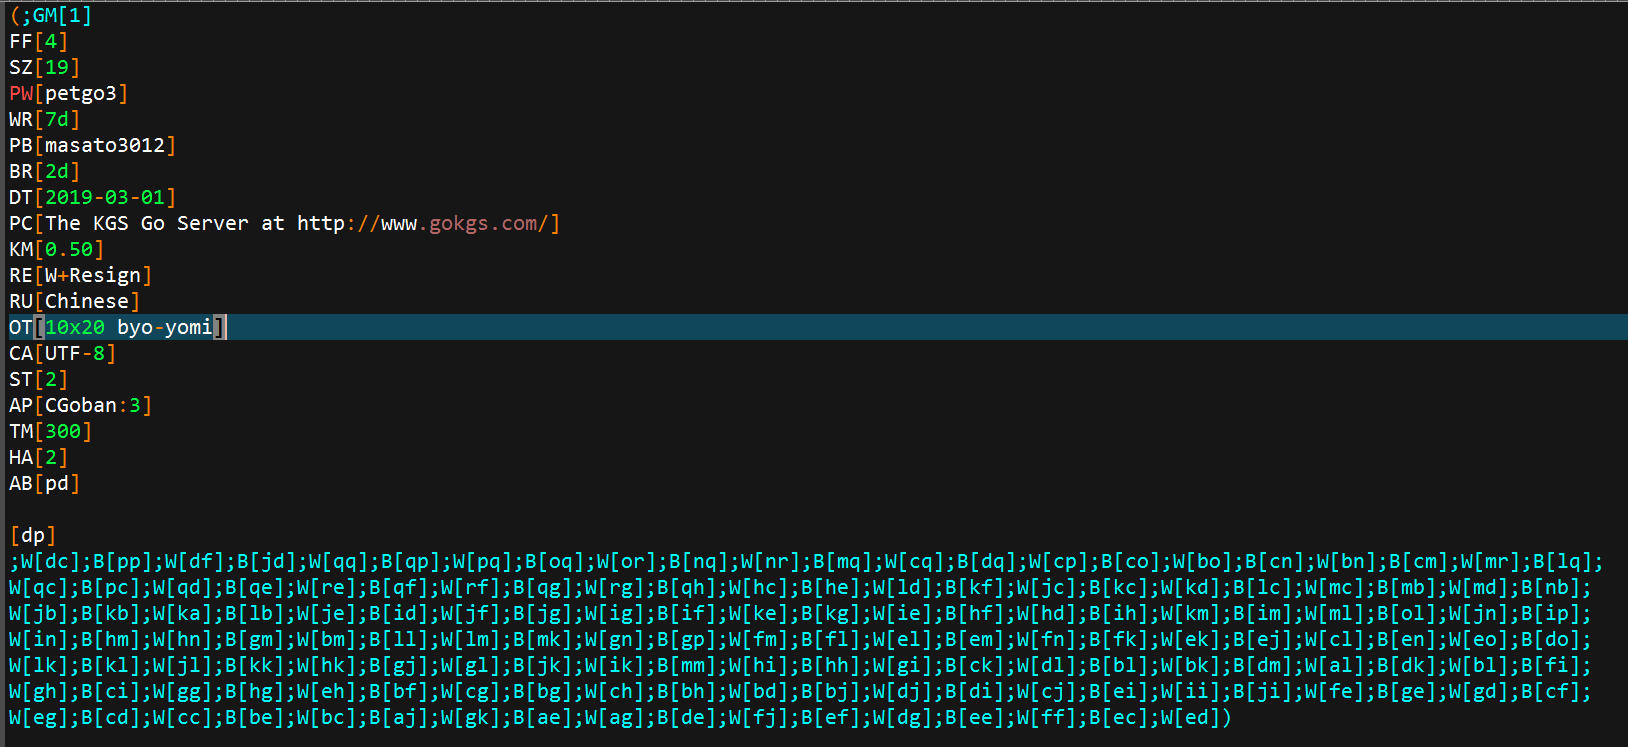 (;GM[1]
FF[4]
SZ[19]
PW[petgo3]
WR[7d]
PB[masato3012]
BR[2d]
DT[2019-03-01]
PC[The KGS Go Server at http://www.gokgs.com/]
KM[0.50]
RE[W+Resign]
RU[Chinese]
OT[10x20 byo-yomi]
CA[UTF-8]
ST[2]
AP[CGoban:3]
TM[300]
HA[2]
AB[pd]
[dp]
;W[dc];B[pp];W[df];B[jd];W[qq];B[qp];W[pq];B[oq];W[or];B[nq];W[nr];B[mq];W[cq];B[dq];W[cp];B[co];W[bo];B[cn];W[bn];B[cm];W[mr];B[lq];
W[qc];B[pc];W[qd];B[qe];W[re];B[qf];W[rf];B[qg];W[rg];B[qh];W[hc];B[he];W[ld];B[kf];W[jc];B[kc];W[kd];B[lc];W[mc];B[mb];W[md];B[nb];
W[jb];B[kb];W[ka];B[lb];W[je];B[id];W[jf];B[jg];W[ig];B[if];W[ke];B[kg];W[ie];B[hf];W[hd];B[ih];W[km];B[im];W[ml];B[ol];W[jn];B[ip];
W[in];B[hm];W[hn];B[gm];W[bm];B[ll];W[lm];B[mk];W[gn];B[gp];W[fm];B[fl];W[el];B[em];W[fn];B[fk];W[ek];B[ej];W[cl];B[en];W[eo];B[do];
W[lk];B[kl];W[jl];B[kk];W[hk];B[gj];W[gl];B[jk];W[ik];B[mm];W[hi];B[hh];W[gi];B[ck];W[dl];B[bl];W[bk];B[dm];W[al];B[dk];W[bl];B[fi];
W[gh];B[ci];W[gg];B[hg];W[eh];B[bf];W[cg];B[bg];W[ch];B[bh];W[bd];B[bj];W[dj];B[di];W[cj];B[ei];W[ii];B[ji];W[fe];B[ge];W[gd];B[cf];
W[eg];B[cd];W[cc];B[be];W[bc];B[aj];W[gk];B[ae];W[ag];B[de];W[fj];B[ef];W[dg];B[ee];W[ff];B[ec];W[ed])